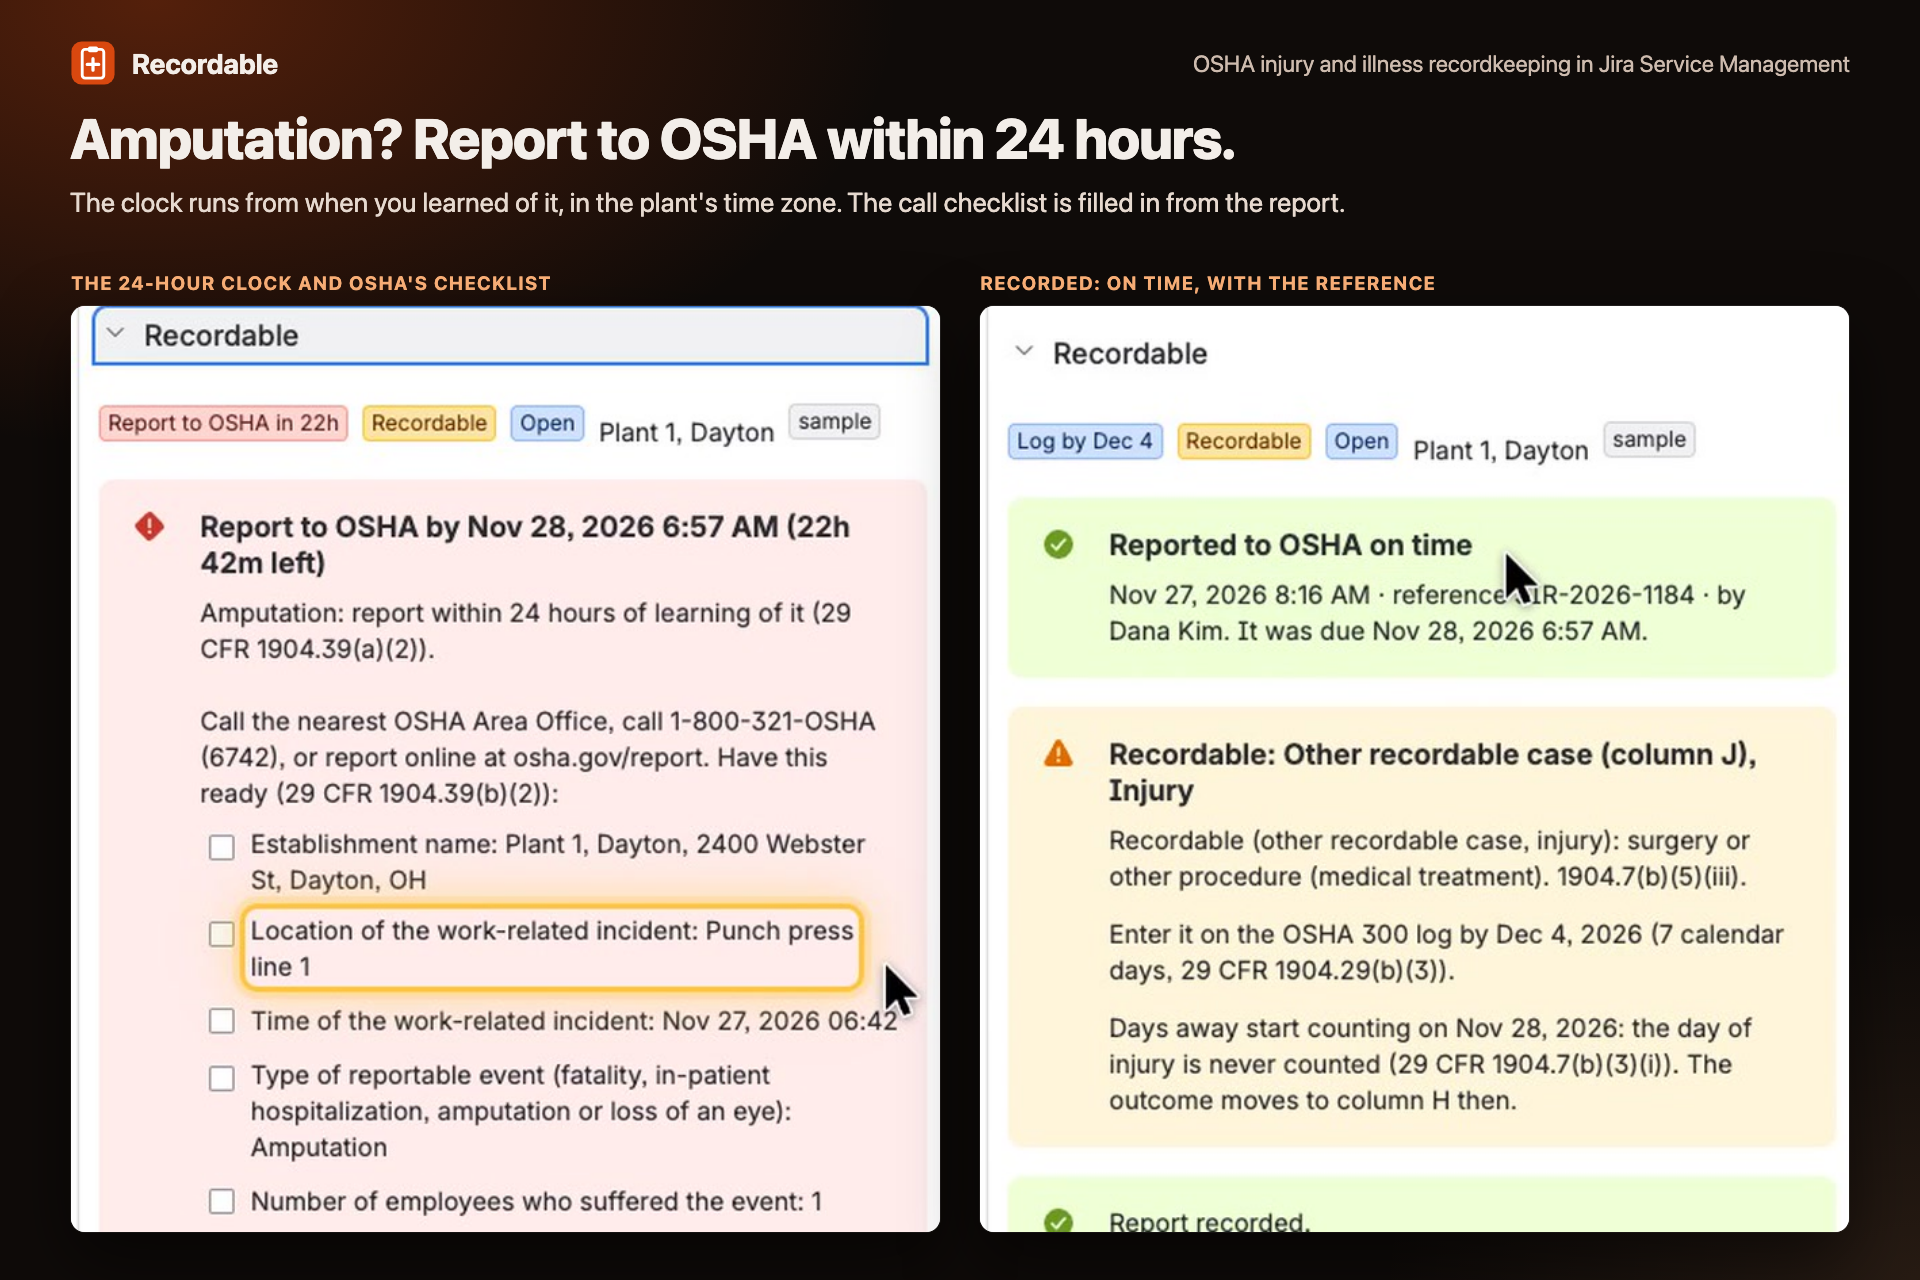 Recordable
OSHA injury and illness recordkeeping in Jira Service Management
Amputation? Report to OSHA within 24 hours.
The clock runs from when you learned of it, in the plant's time zone. The call checklist is filled in from the report.
THE 24-HOUR CLOCK AND OSHA'S CHECKLIST
Recordable
Report to OSHA in 22h Recordable Open Plant 1, Dayton sample
Report to OSHA by Nov 28, 2026 6:57 AM (22h
42m left)
Amputation: report within 24 hours of learning of it (29
CFR 1904.39(a)(2)).
Call the nearest OSHA Area Office, call 1-800-321-OSHA
(6742), or report online at osha.gov/report. Have this
ready (29 CFR 1904.39(b)(2)):
Establishment name: Plant 1, Dayton, 2400 Webster
St, Dayton, OH
Location of the work-related incident: Punch press
line 1
Time of the work-related incident: Nov 27, 2026 06:42
Type of reportable event (fatality, in-patient
hospitalization, amputation or loss of an eye):
Amputation
Number of employees who suffered the event: 1
RECORDED: ON TIME, WITH THE REFERENCE
Recordable
Log by Dec 4 Recordable Open Plant 1, Dayton sample
Reported to OSHA on time
Nov 27, 2026 8:16 AM · reference IR-2026-1184 · by
Dana Kim. It was due Nov 28, 2026 6:57 AM.
Recordable: Other recordable case (column J),
Injury
Recordable (other recordable case, injury): surgery or
other procedure (medical treatment). 1904.7(b)(5)(iii).
Enter it on the OSHA 300 log by Dec 4, 2026 (7 calendar
days, 29 CFR 1904.29(b)(3)).
Days away start counting on Nov 28, 2026: the day of
injury is never counted (29 CFR 1904.7(b)(3)(i)). The
outcome moves to column H then.
Report recorded.